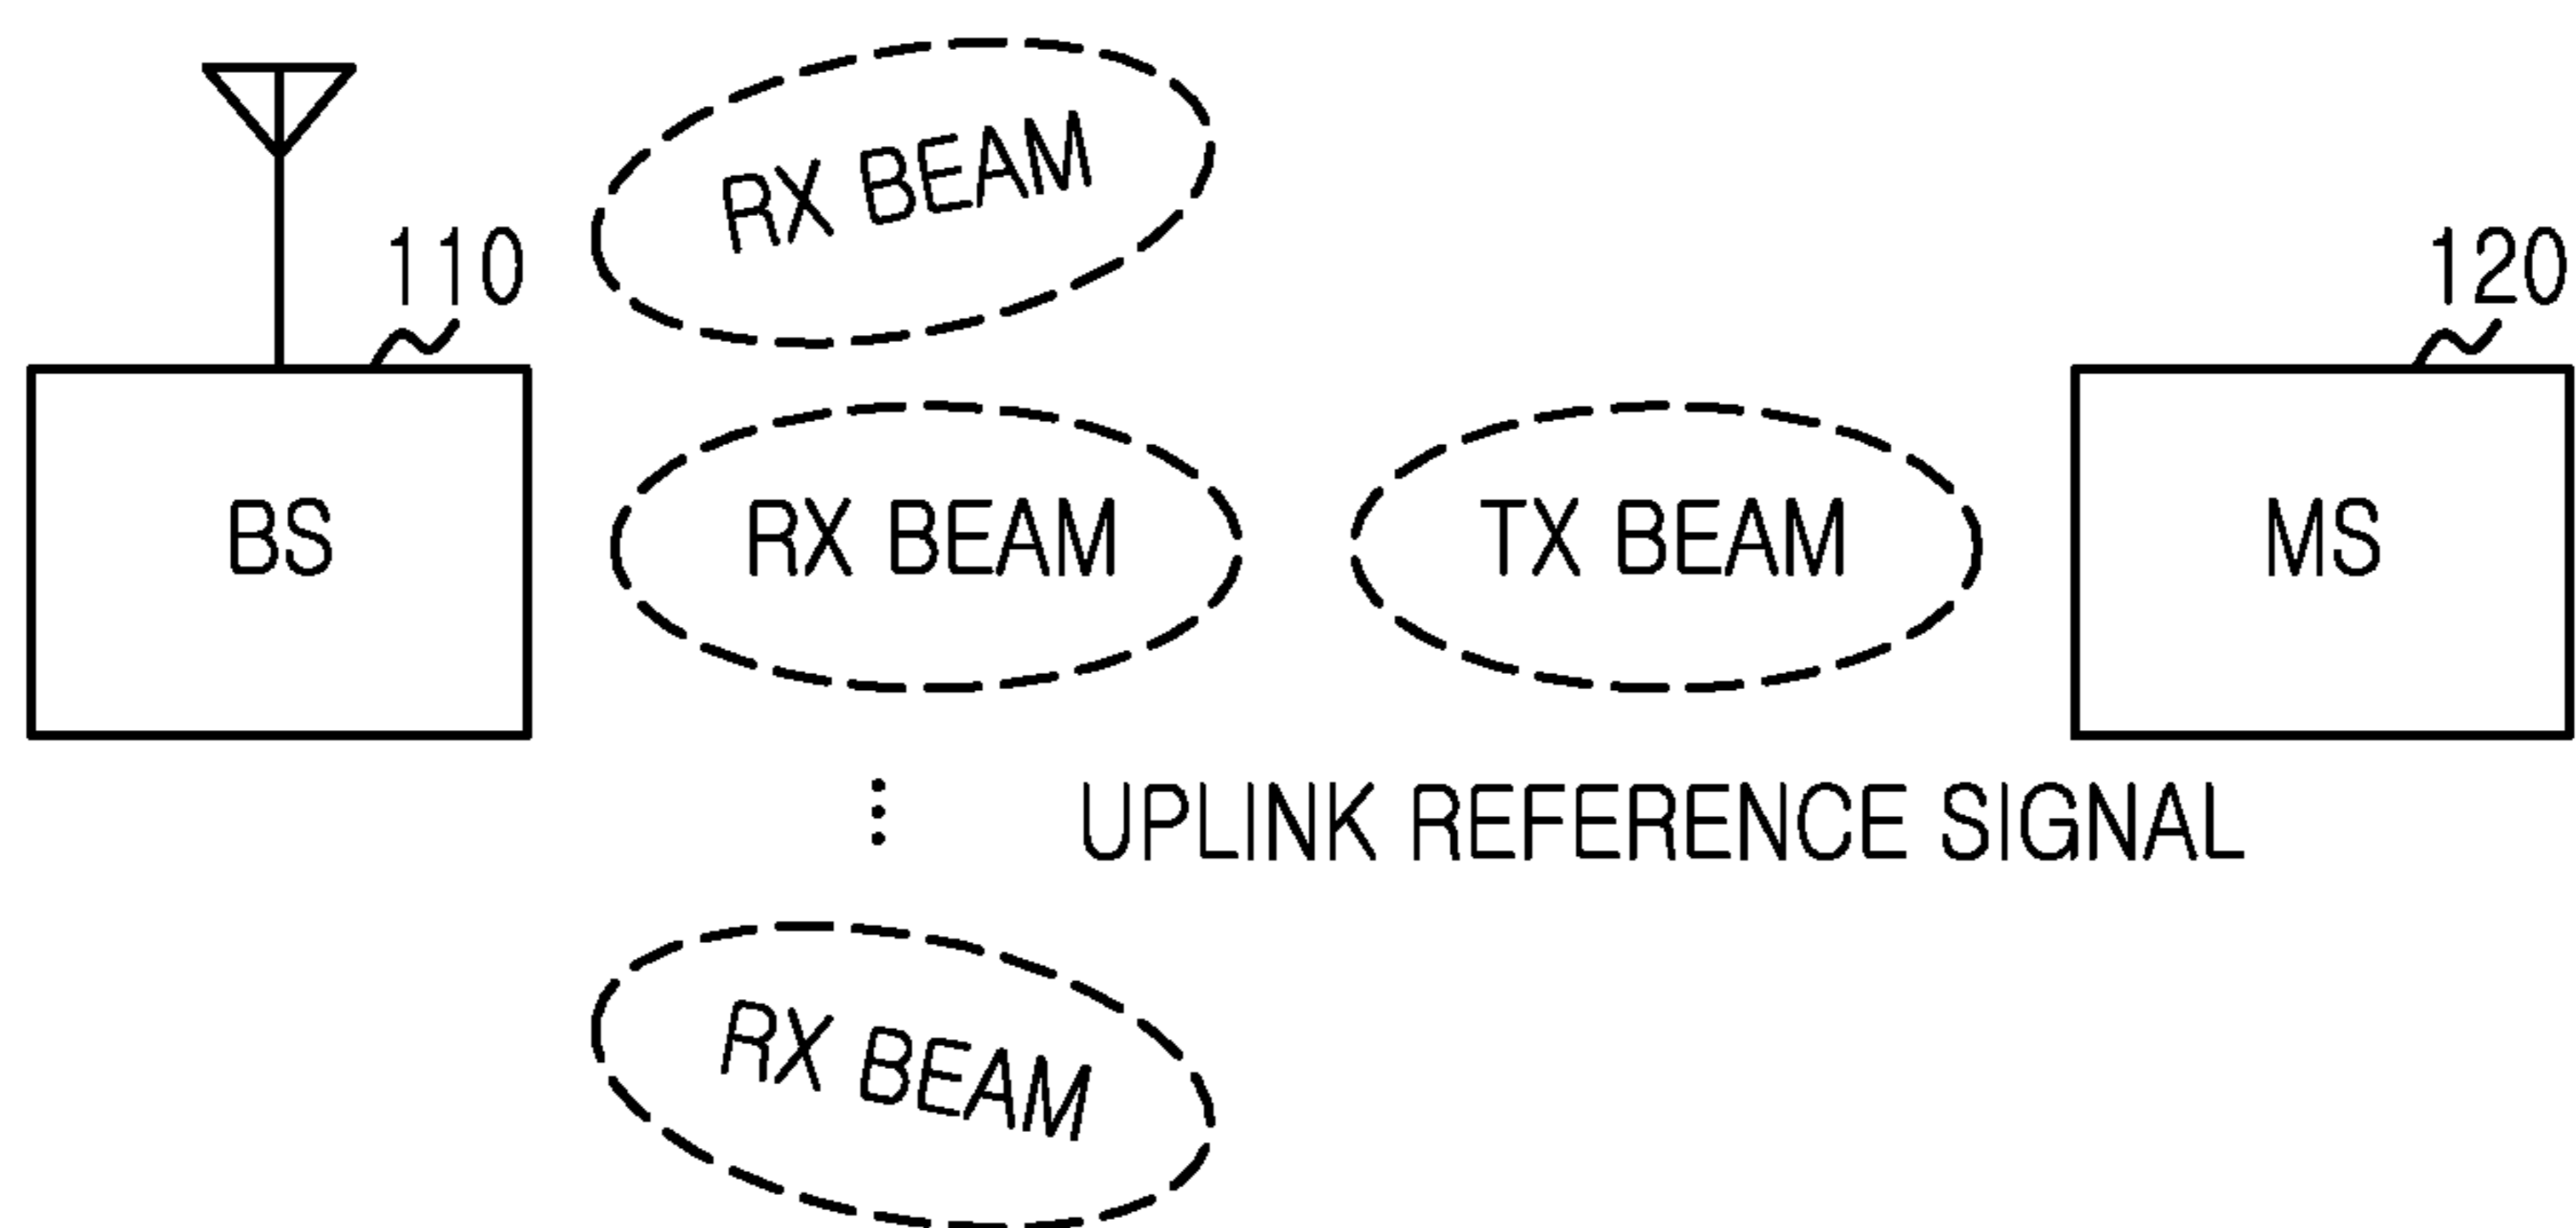 RX BEAM
110
120
BS
RX BEAM
TX BEAM
MS
UPLINK REFERENCE SIGNAL
RX BEAM